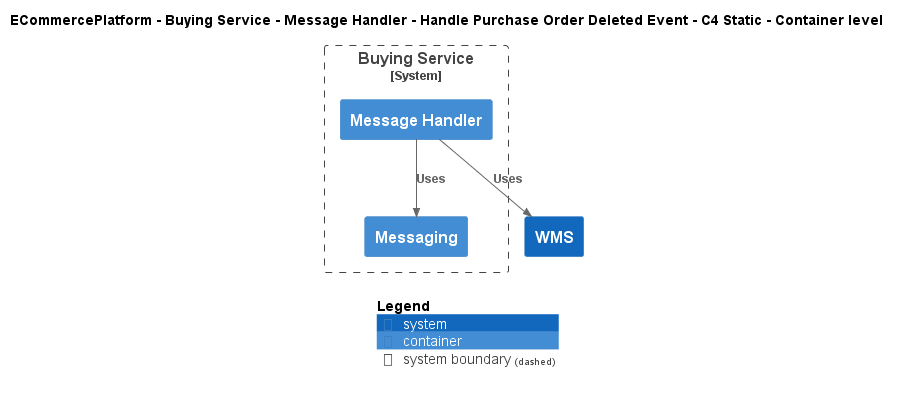 ECommercePlatform - Buying Service - Message Handler - Handle Purchase Order Deleted Event - C4 Static - Container level
Buying Service
[System]
Message Handler
Uses
Uses
Messaging
WMS
Legend
system
container
system boundary (dashed)